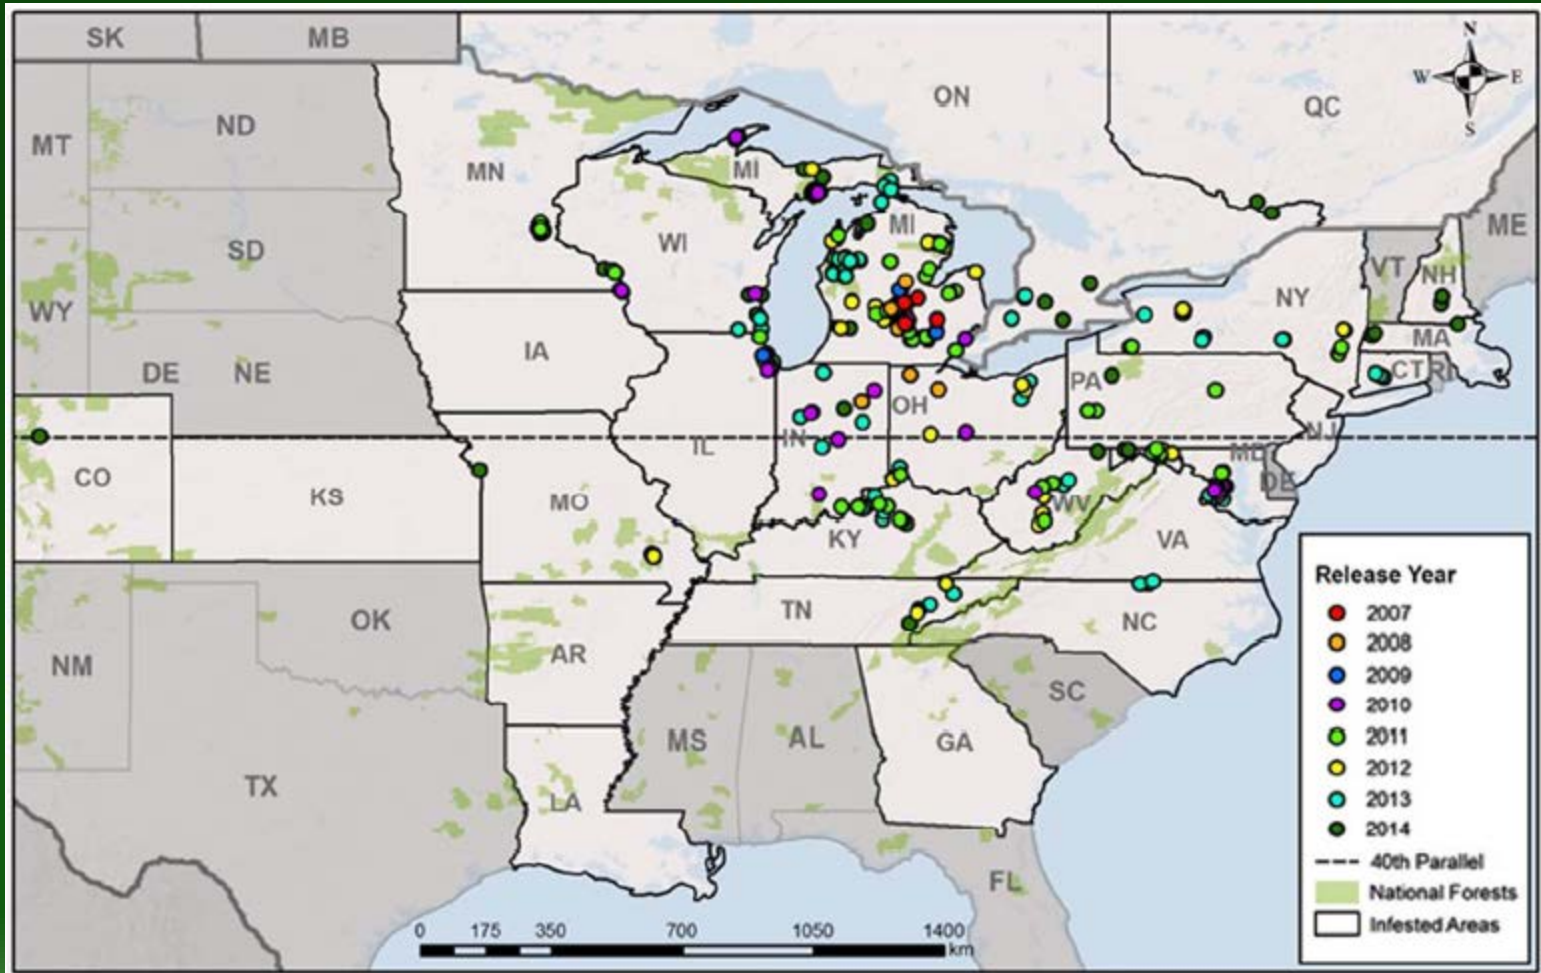 SK
MB
ON
QC
N
W
E
S
MT
ND
MN
MI
MI
ME
SD
WI
VT
NH
WY
NY
IA
MA
CT
RI
DE
NE
PA
OH
IL
IN
NJ
MD
DE
CO
KS
MO
WV
KY
VA
OK
TN
NC
NM
AR
SC
MS
AL
GA
TX
LA
FL
Release Year
2007
2008
2009
2010
2011
2012
2013
2014
40th Parallel
National Forests
Infested Areas
0 175 350 700 1050 1400
km